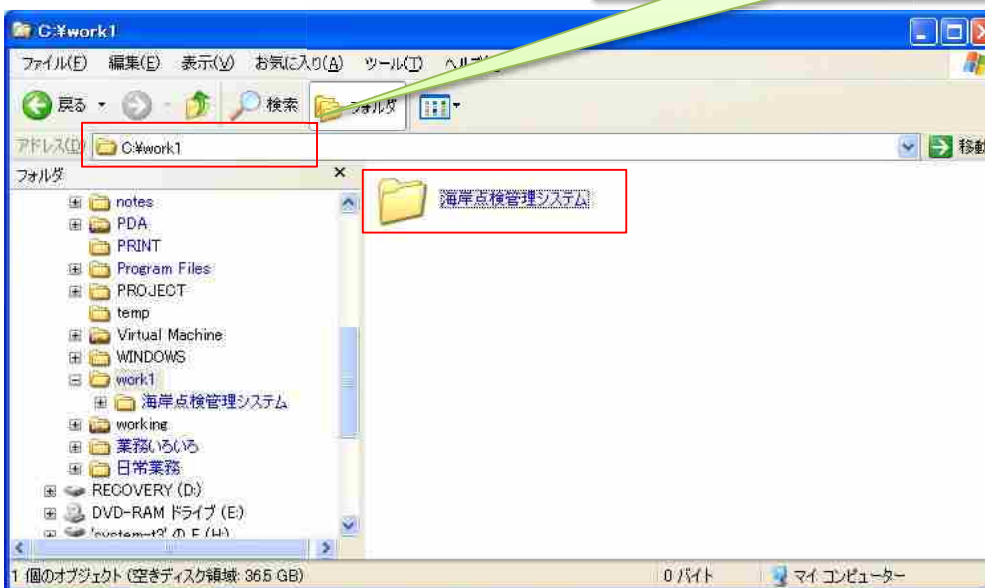 C:¥work1
ファイル(F) 編集(E) 表示(V) お気に入り(A) ツール(T)
戻る 検索 フォルダ
アドレス(D) C:¥work1 移動
フォルダ ×
海岸点検管理システム
notes
PDA
PRINT
Program Files
PROJECT
temp
Virtual Machine
WINDOWS
work1
海岸点検管理システム
working
業務いろいろ
日常業務
RECOVERY (D:)
DVD-RAM ドライブ (E:)
1 個のオブジェクト (空きディスク領域: 36.5 GB) 0 バイト マイ コンピューター